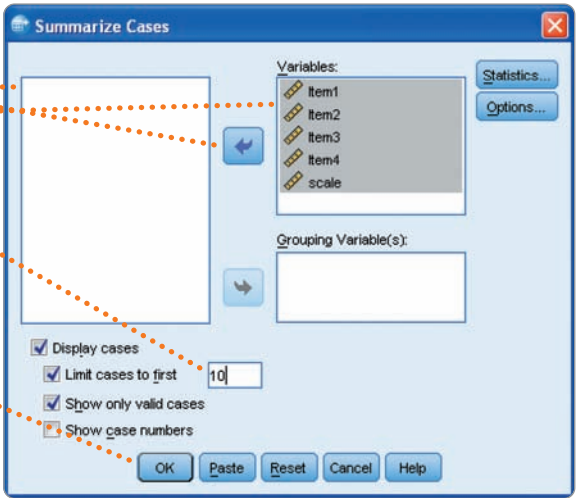 Summarize Cases
Variables:
Item1
Item2
Item3
Item4
scale
Statistics...
Options...
Grouping Variable(s):
Display cases
Limit cases to first 10
Show only valid cases
Show case numbers
OK Paste Reset Cancel Help